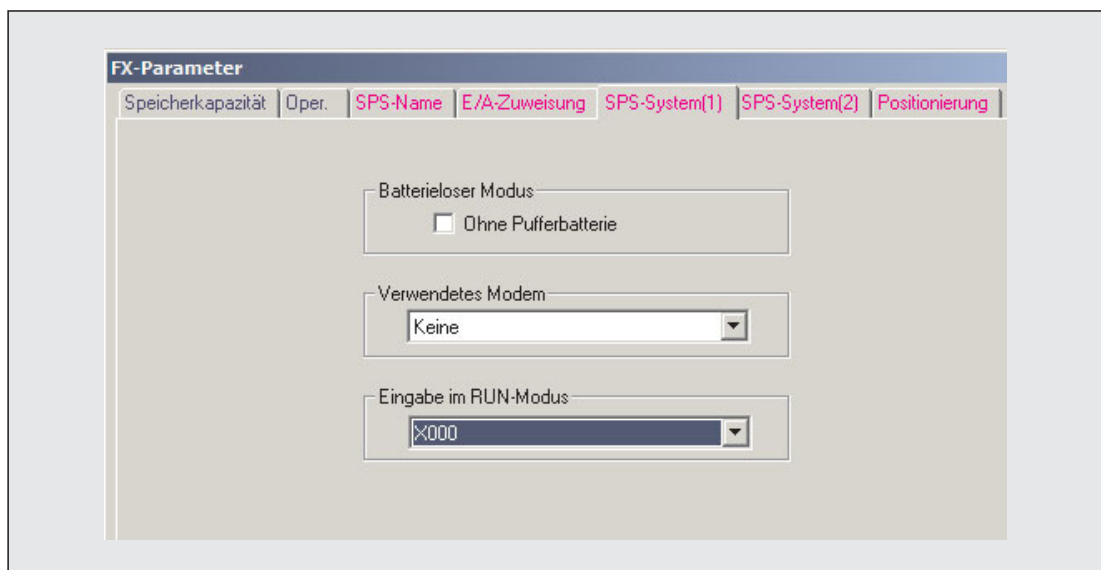 FX-Parameter
Speicherkapazität Oper. SPS-Name E/A-Zuweisung SPS-System(1) SPS-System(2) Positionierung
Batterieloser Modus
Ohne Pufferbatterie
Verwendetes Modem
Keine
Eingabe im RUN-Modus
X000